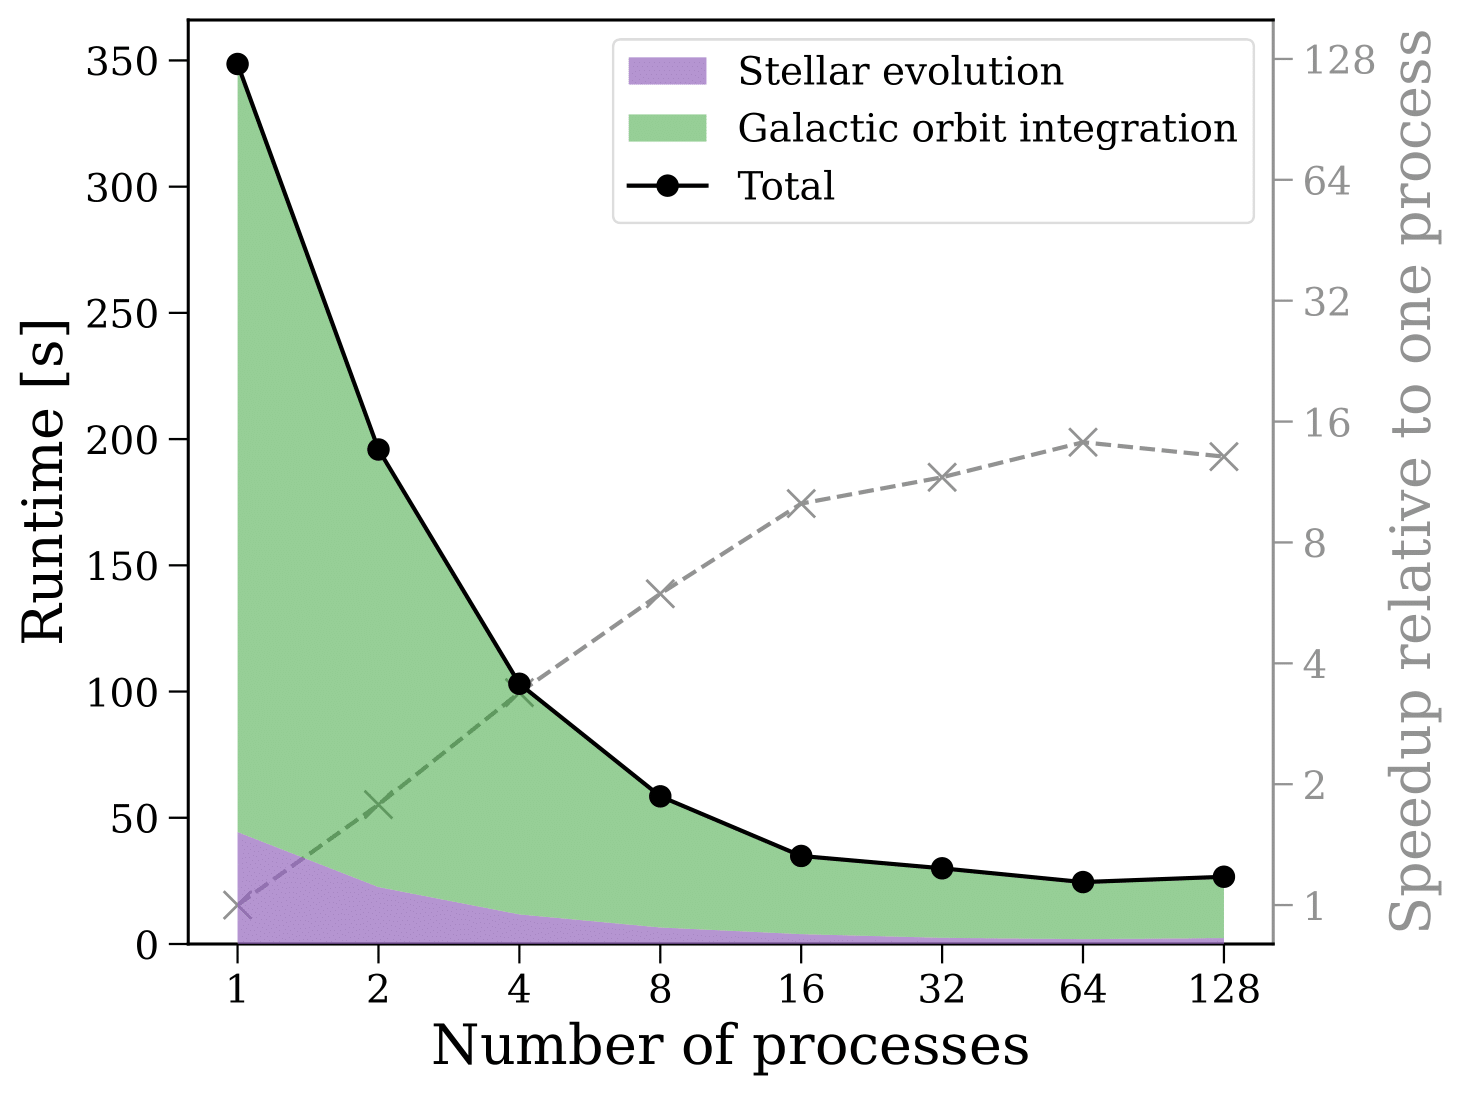 Stellar evolution
Galactic orbit integration
Total
Runtime [s]
350
300
250
200
150
100
50
0
1 2 4 8 16 32 64 128
Number of processes
128
64
32
16
8
4
2
1
Speedup relative to one process